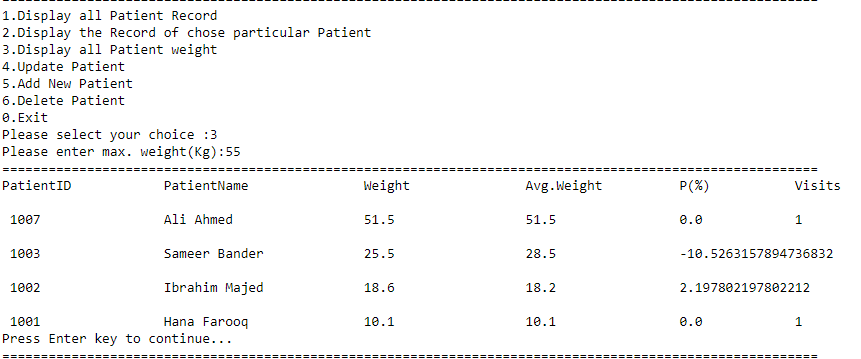 1.Display all Patient Record
2.Display the Record of chose particular Patient
3.Display all Patient weight
4.Update Patient
5.Add New Patient
6.Delete Patient
0.Exit
Please select your choice :3
Please enter max. weight(Kg):55
PatientID PatientName Weight Avg.Weight P(%) Visits
1007 Ali Ahmed 51.5 51.5 0.0 1
1003 Sameer Bander 25.5 28.5 -10.5263157894736832
1002 Ibrahim Majed 18.6 18.2 2.197802197802212
1001 Hana Farooq 10.1 10.1 0.0 1
Press Enter key to continue...